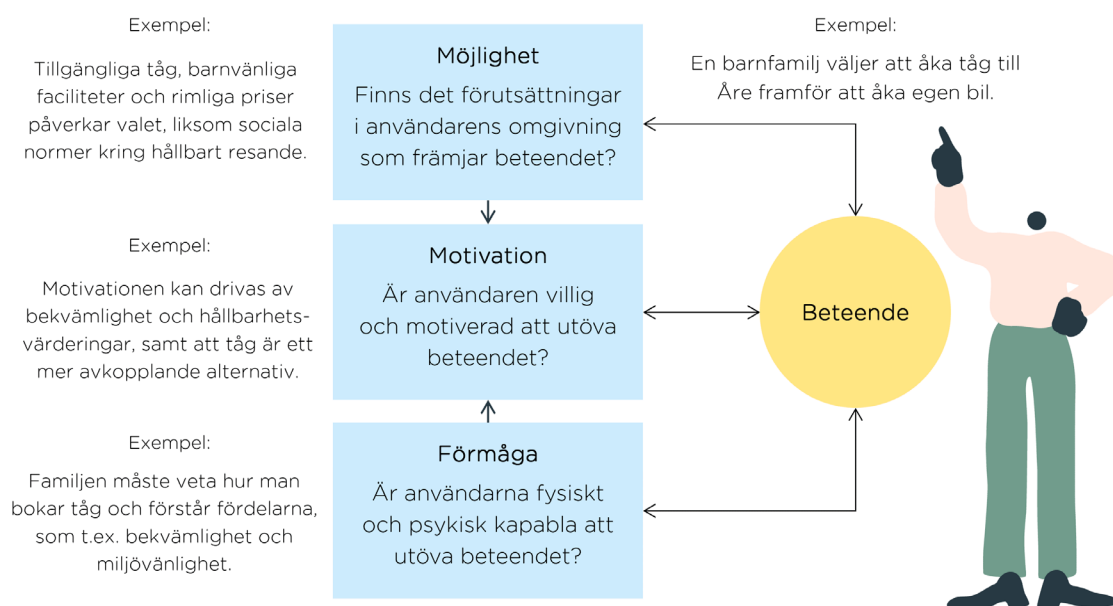 Exempel:
Tillgängliga tåg, barnvänliga
faciliteter och rimliga priser
påverkar valet, liksom sociala
normer kring hållbart resande.
Möjlighet
Finns det förutsättningar
i användarens omgivning
som främjar beteendet?
Exempel:
En barnfamilj väljer att åka tåg till
Åre framför att åka egen bil.
Exempel:
Motivationen kan drivas av
bekvämlighet och hållbarhets-
värderingar, samt att tåg är ett
mer avkopplande alternativ.
Motivation
Är användaren villig
och motiverad att utöva
beteendet?
Beteende
Exempel:
Familjen måste veta hur man
bokar tåg och förstår fördelarna,
som t.ex. bekvämlighet och
miljövänlighet.
Förmåga
Är användarna fysiskt
och psykisk kapabla att
utöva beteendet?